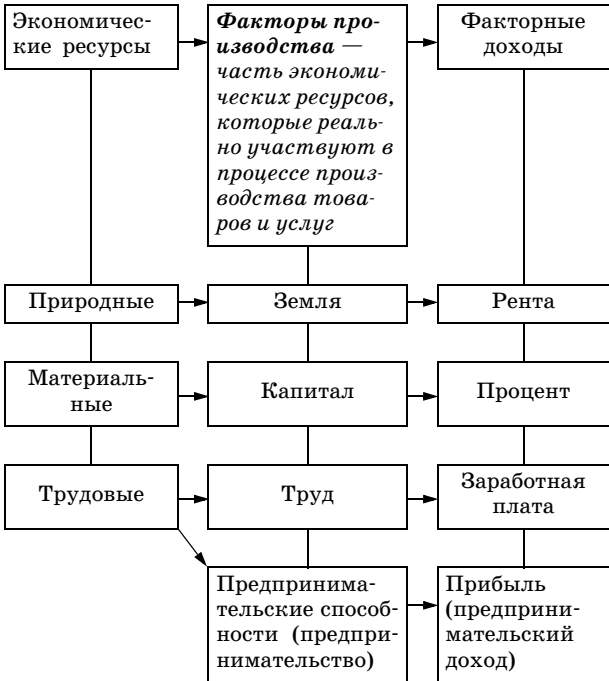 Экономичес-
кие ресурсы
Факторы про-
изводства —
часть экономи-
ческих ресурсов,
которые реаль-
но участвуют в
процессе произ-
водства това-
ров и услуг
Факторные
доходы
Природные
Земля
Рента
Материаль-
ные
Капитал
Процент
Трудовые
Труд
Заработная
плата
Предпринима-
тельские способ-
ности (предпри-
нимательство)
Прибыль
(предприни-
мательский
доход)